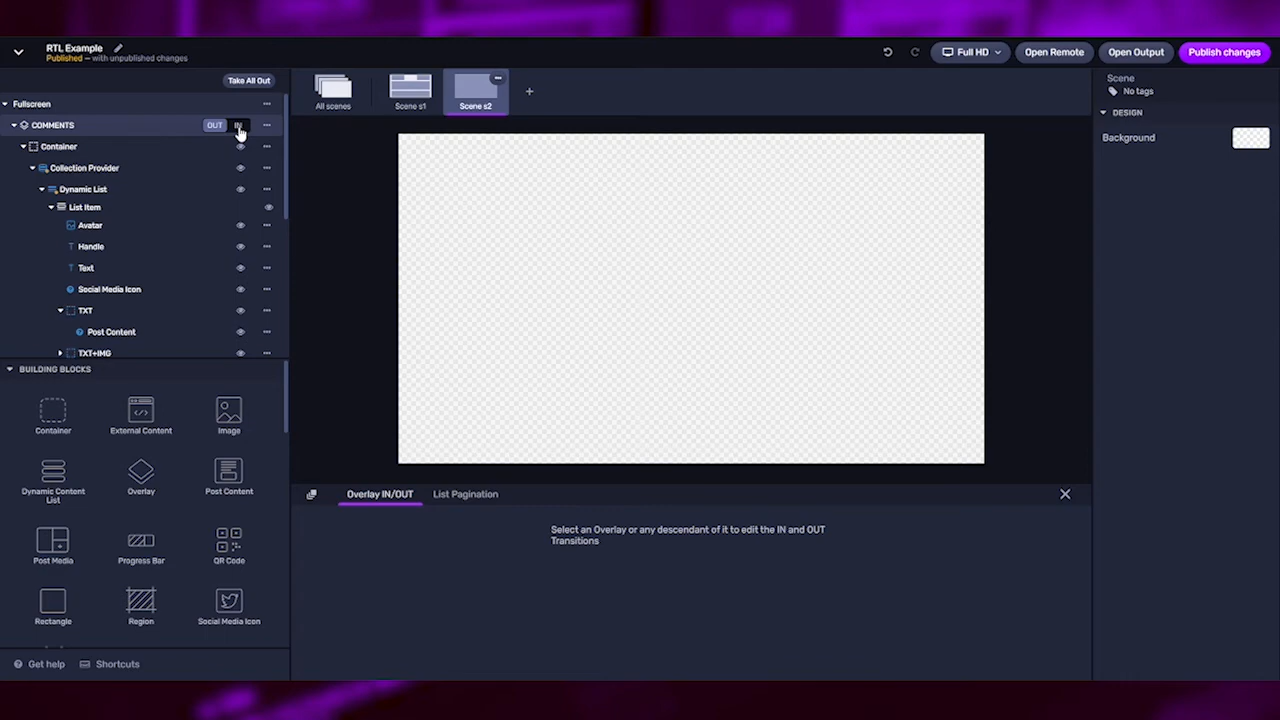 RTL Example
Published — with unpublished changes
Full HD
Open Remote
Open Output
Publish changes
Take All Out
Fullscreen
COMMENTS
OUT
IN
Container
Collection Provider
Dynamic List
List Item
Avatar
Handle
Text
Social Media Icon
TXT
Post Content
TXT+IMG
BUILDING BLOCKS
Container
External Content
Image
Dynamic Content
List
Overlay
Post Content
Post Media
Progress Bar
QR Code
Rectangle
Region
Social Media Icon
Get help
Shortcuts
All scenes
Scene s1
Scene s2
Overlay IN/OUT
List Pagination
Select an Overlay or any descendant of it to edit the IN and OUT
Transitions
Scene
No tags
DESIGN
Background